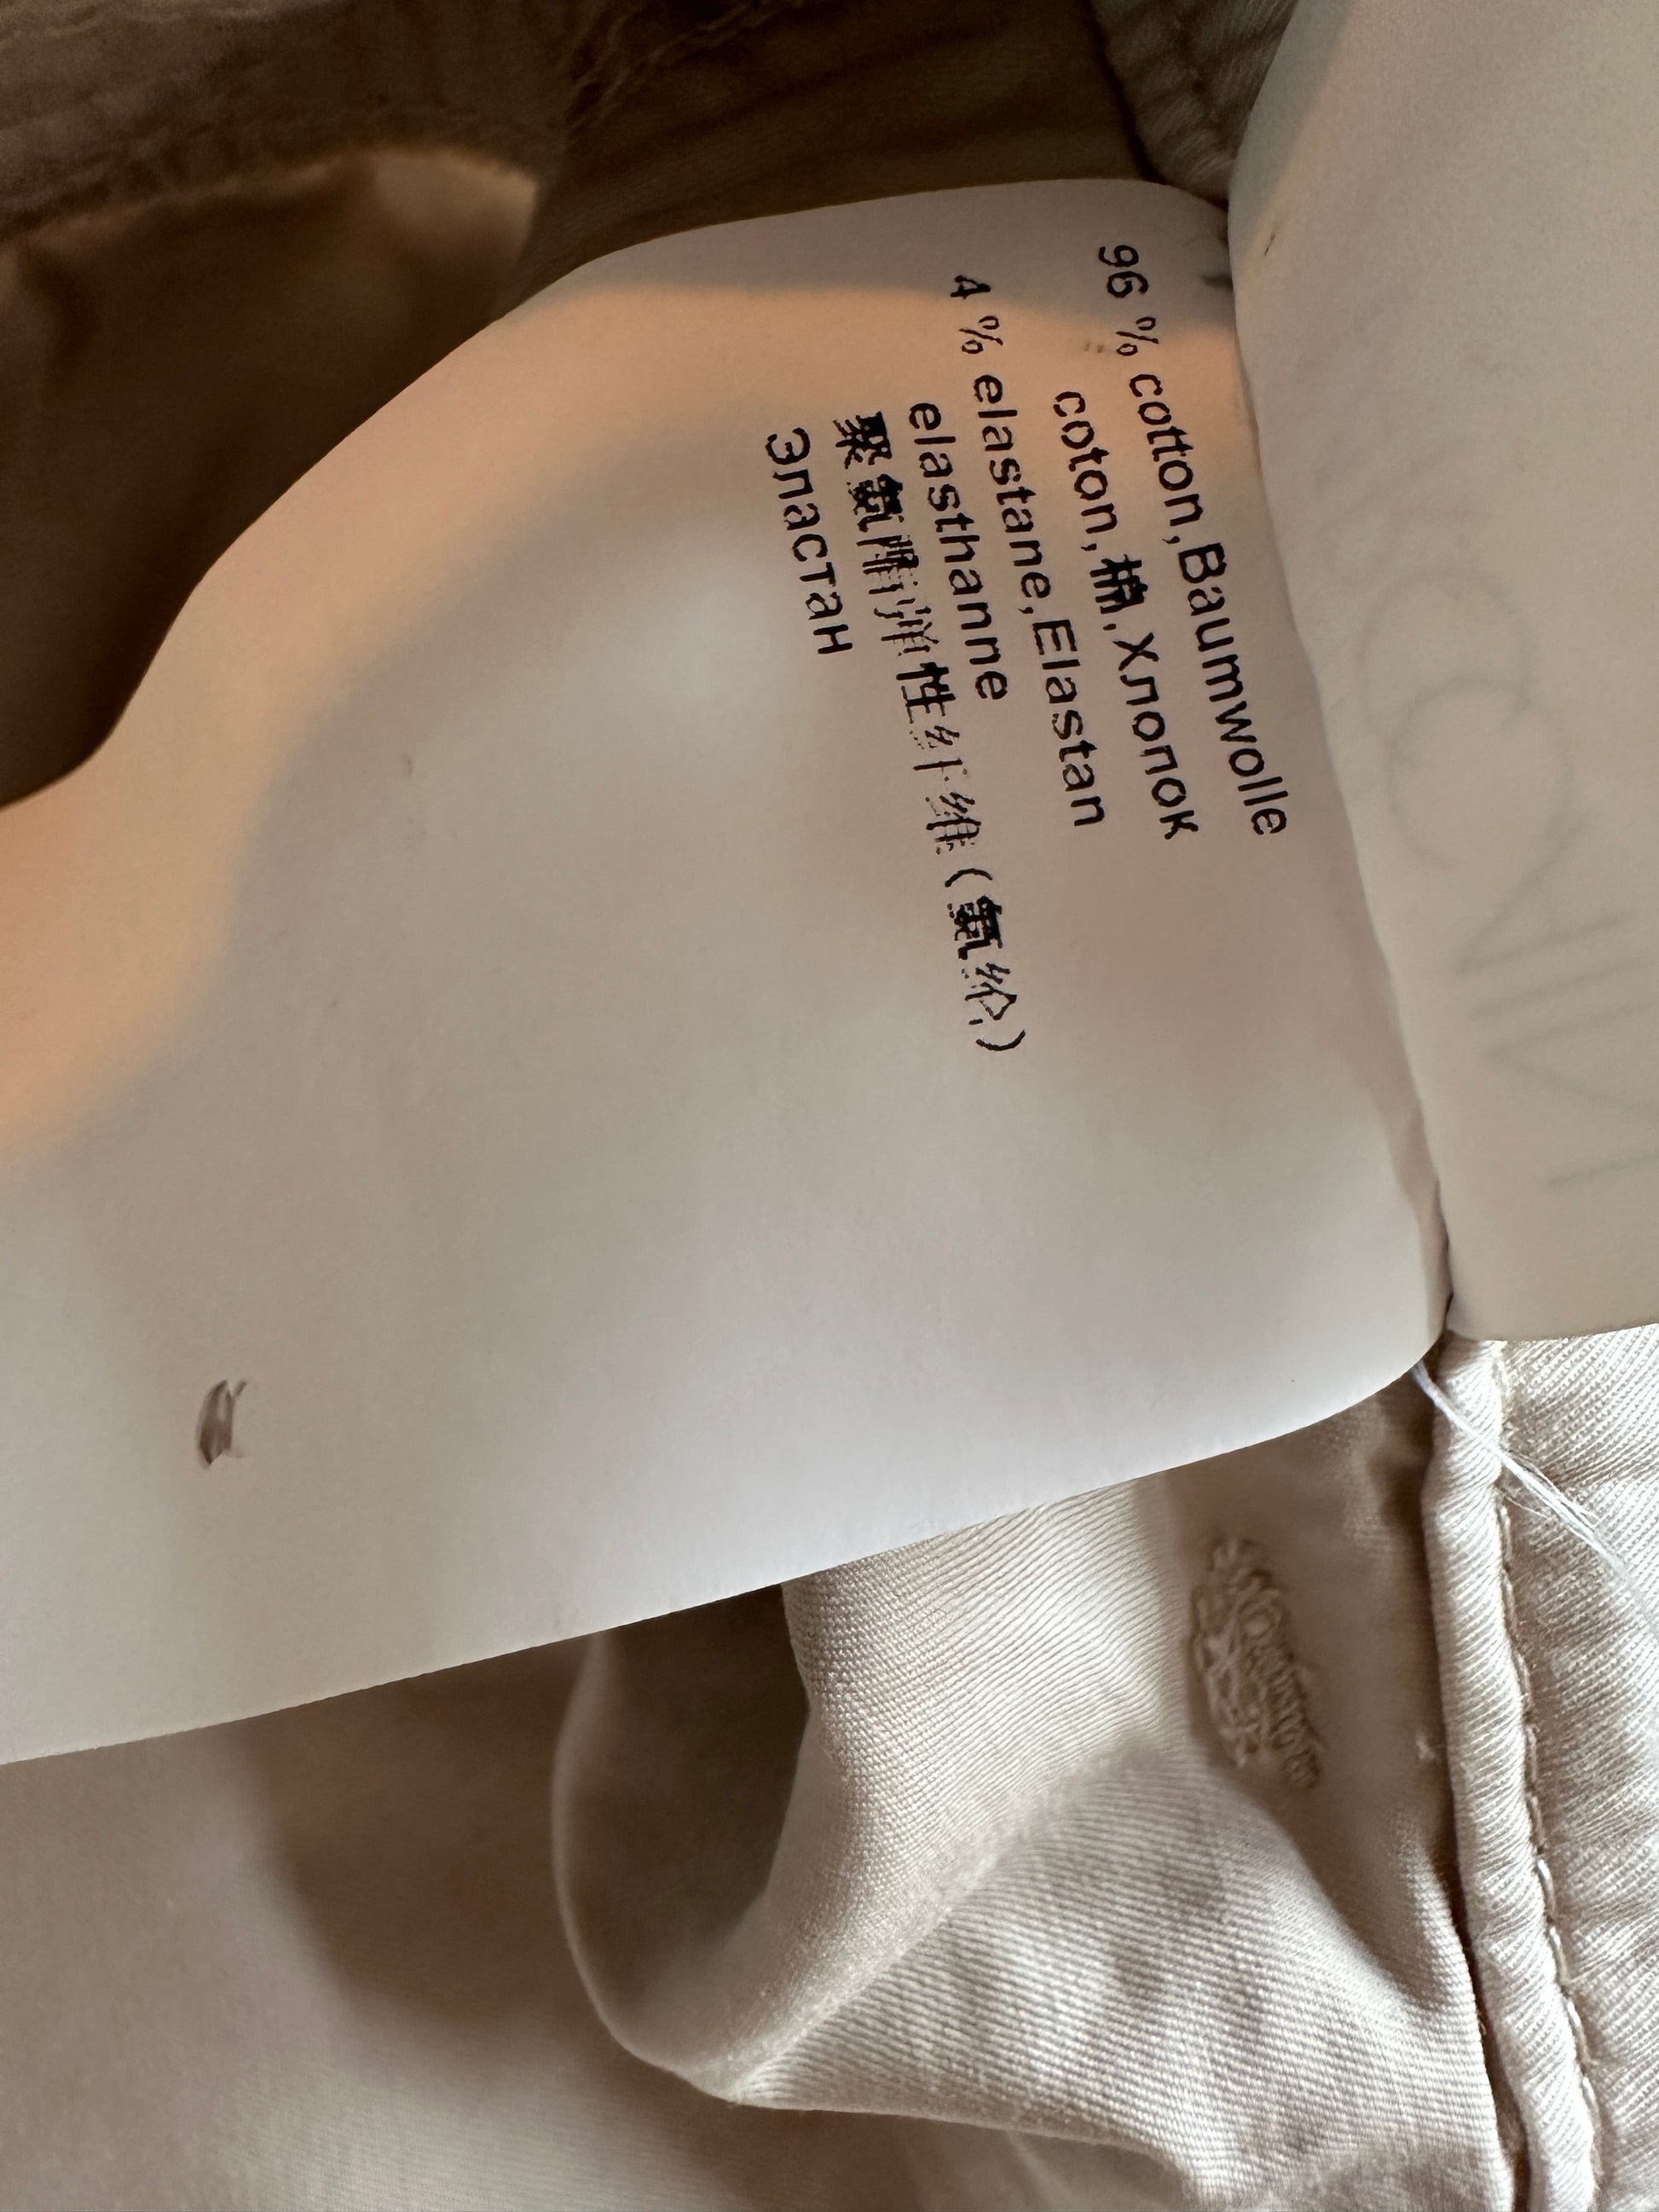 96 % cotton,Baumwolle
coton,棉,Хлопок
4 % elastane,Elastan
elasthanne
聚氨酯弹性纤维(氨纶)
Эластан